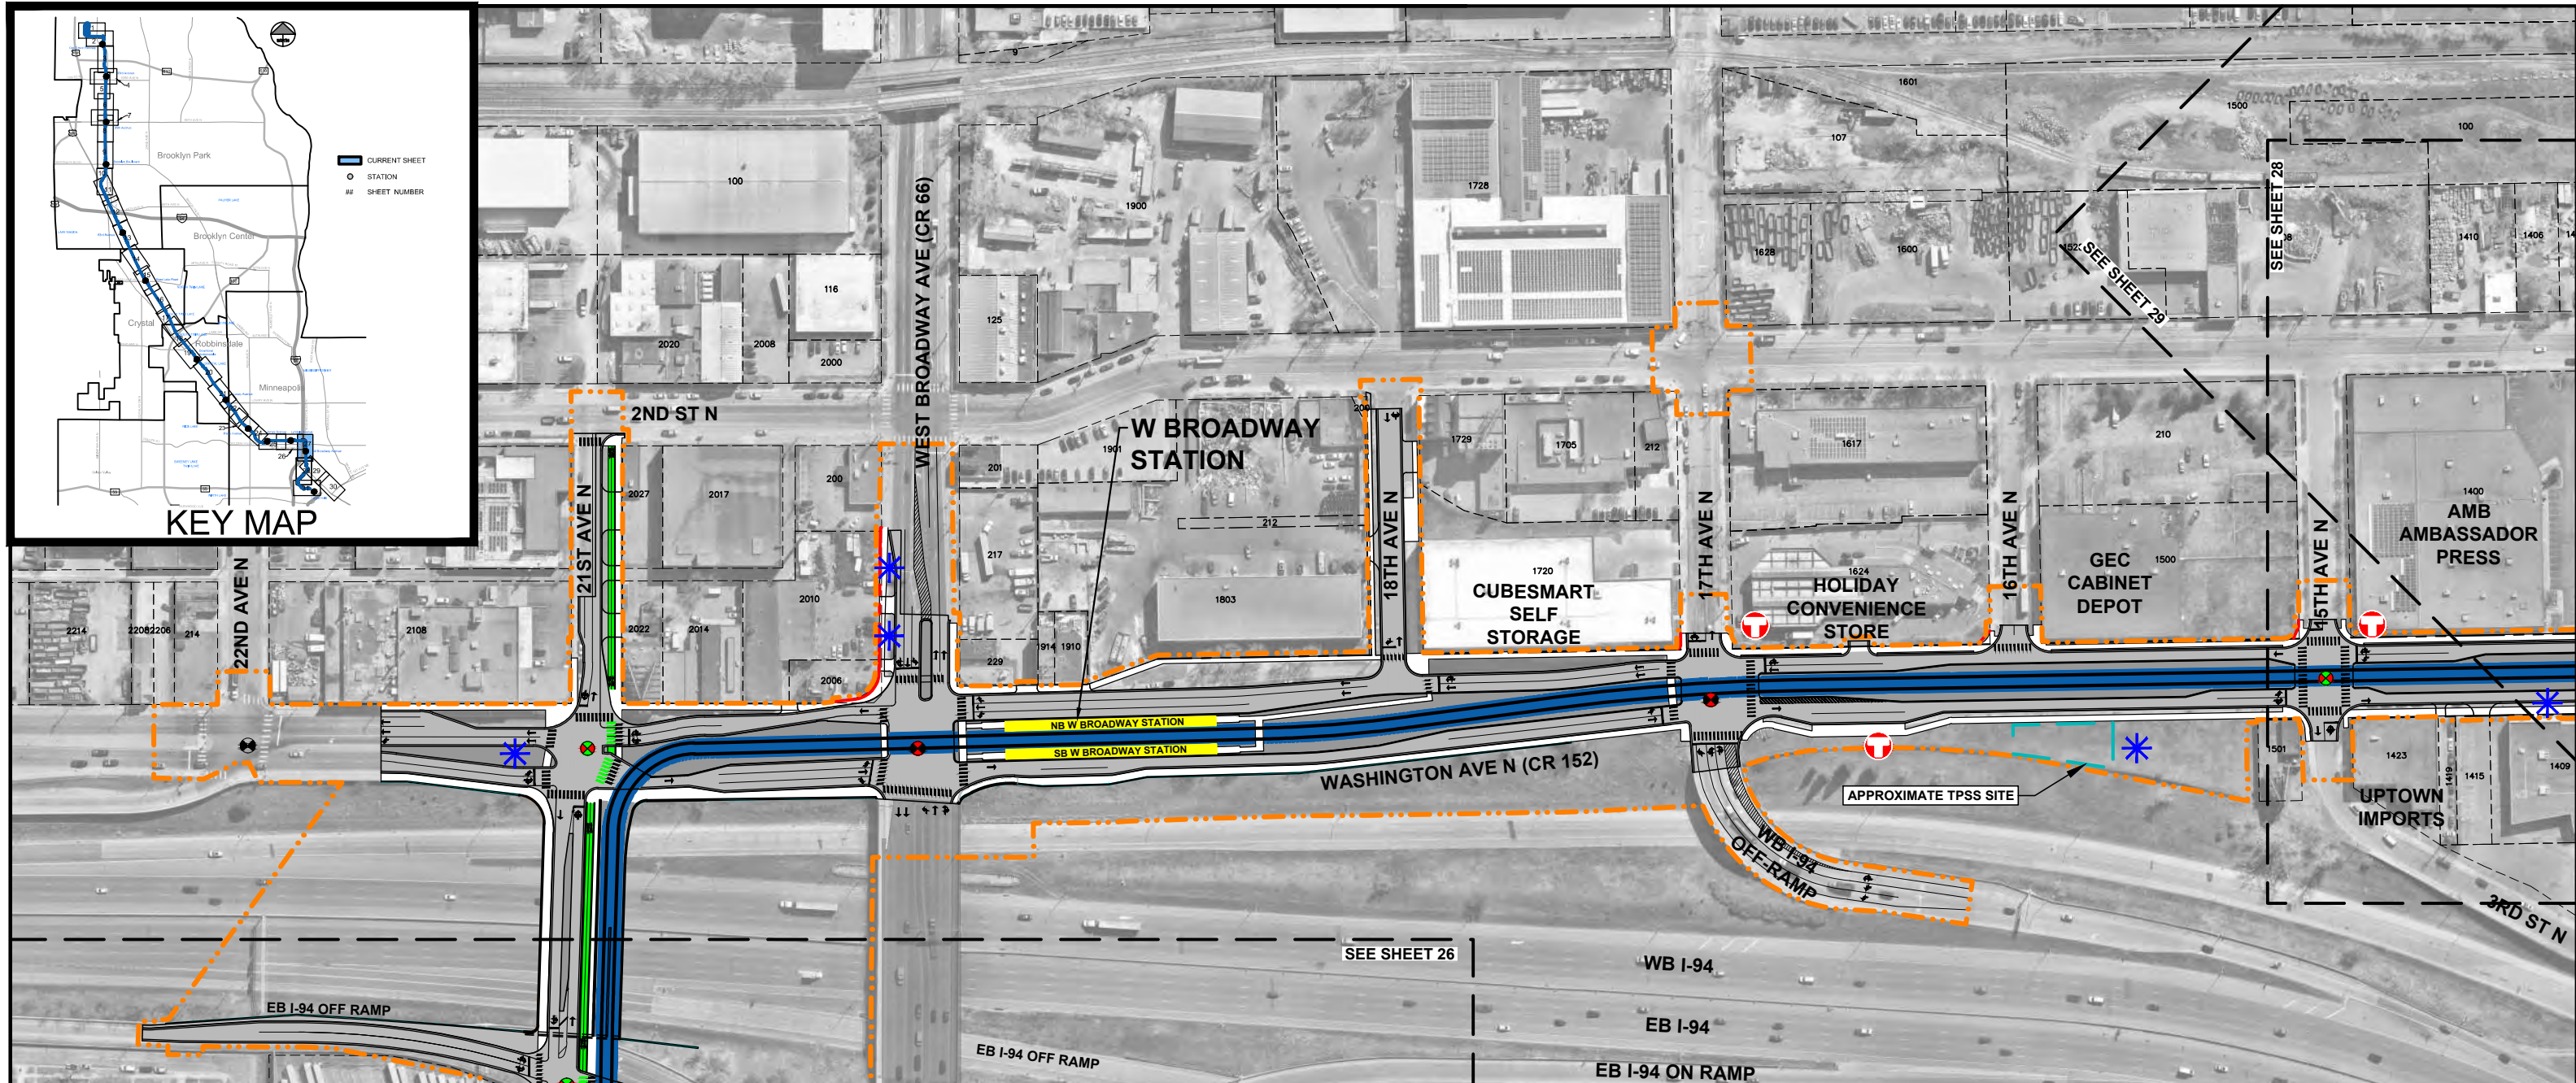 Brooklyn Park
Brooklyn Center
Crystal
Robbinsdale
Minneapolis
CURRENT SHEET
STATION
## SHEET NUMBER
KEY MAP
9
1601
1500
100
107
100
1900
1728
116
125
1628
1600
1410
1406
2020
2008
2000
WEST BROADWAY AVE (CR 66)
SEE SHEET 28
SEE SHEET 29
2ND ST N
W BROADWAY
STATION
1901
201
1729
1705
212
1617
210
1400
AMB
AMBASSADOR
PRESS
2027
2017
200
212
217
21ST AVE N
18TH AVE N
17TH AVE N
16TH AVE N
15TH AVE N
22ND AVE N
1720
CUBESMART
SELF
STORAGE
1624
HOLIDAY
CONVENIENCE
STORE
GEC
CABINET
DEPOT
1500
2214
2208
2206
214
2108
2022
2014
2010
2006
229
1914
1910
1803
NB W BROADWAY STATION
SB W BROADWAY STATION
WASHINGTON AVE N (CR 152)
APPROXIMATE TPSS SITE
1501
1423
1419
1415
1409
UPTOWN
IMPORTS
WB I-94
OFF-RAMP
3RD ST N
SEE SHEET 26
WB I-94
EB I-94 OFF RAMP
EB I-94
EB I-94 OFF RAMP
EB I-94 ON RAMP